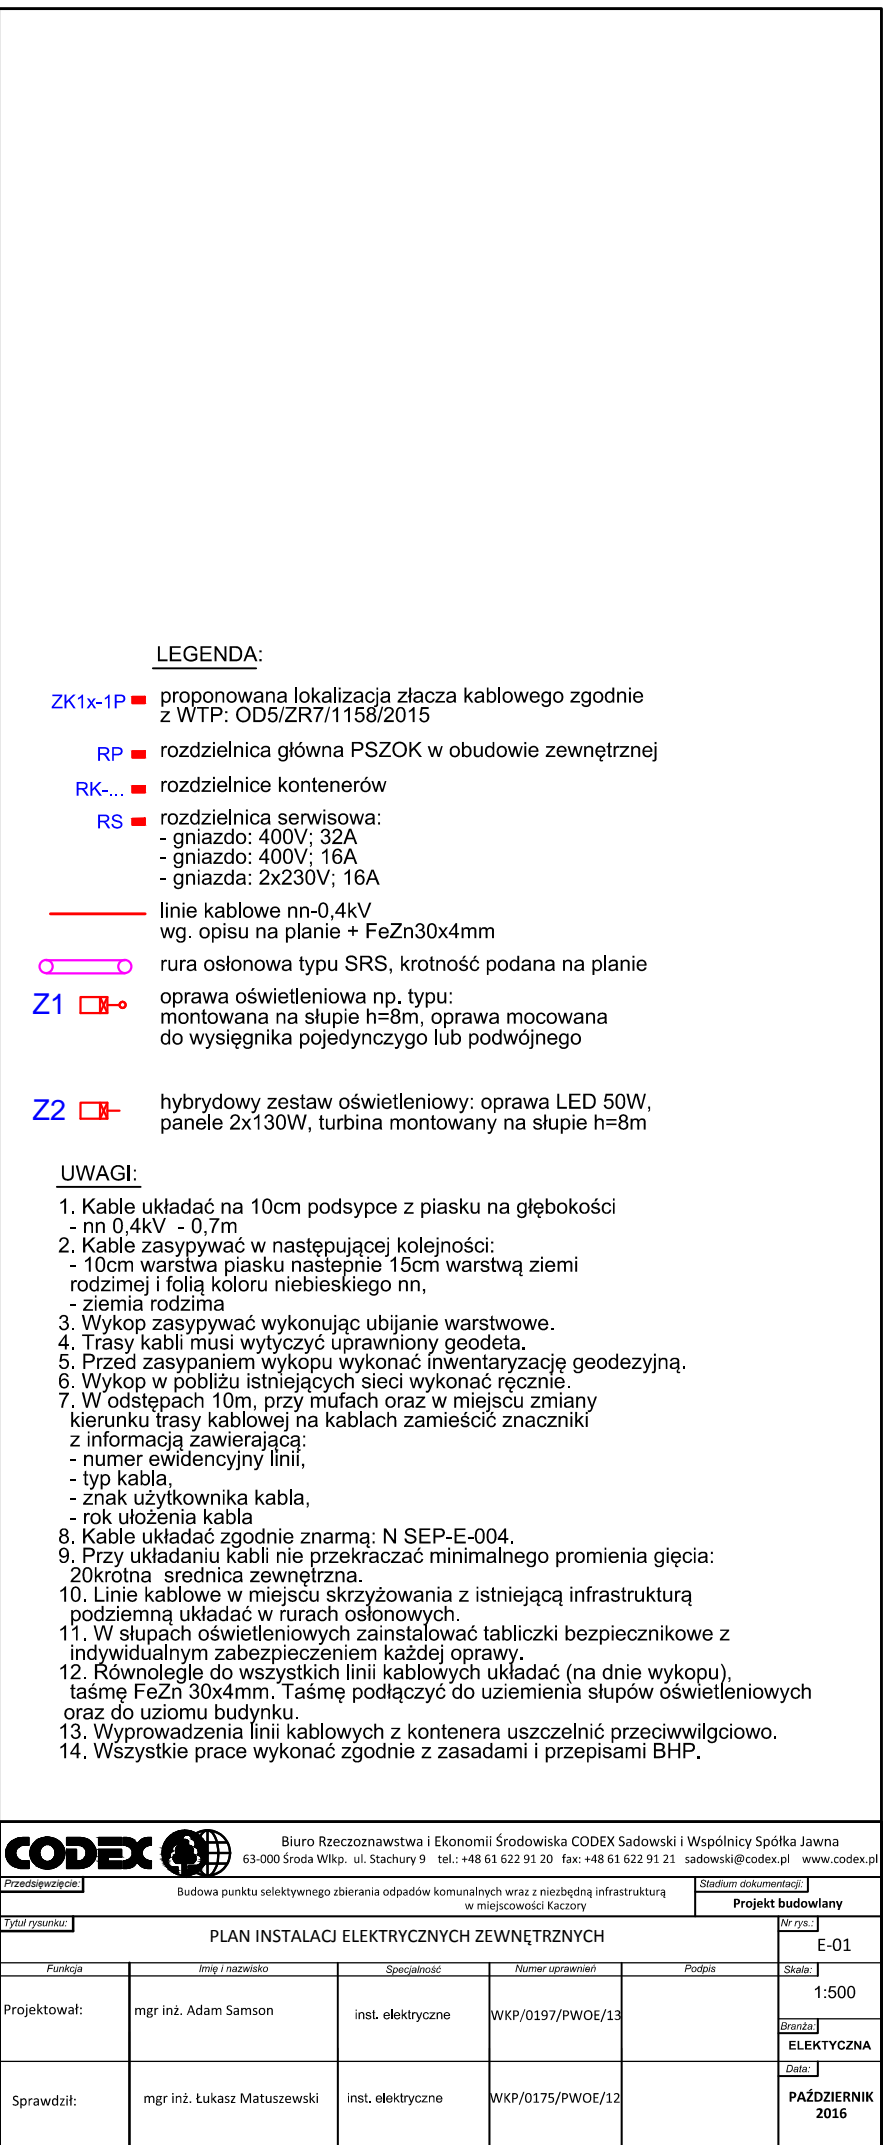 LEGENDA:
ZK1x-1P proponowana lokalizacja złacza kablowego zgodnie
z WTP: OD5/ZR7/1158/2015
RP rozdzielnica główna PSZOK w obudowie zewnętrznej
RK-... rozdzielnice kontenerów
RS rozdzielnica serwisowa:
- gniazdo: 400V; 32A
- gniazdo: 400V; 16A
- gniazda: 2x230V; 16A
linie kablowe nn-0,4kV
wg. opisu na planie + FeZn30x4mm
rura osłonowa typu SRS, krotność podana na planie
Z1 oprawa oświetleniowa np. typu:
montowana na słupie h=8m, oprawa mocowana
do wysięgnika pojedynczygo lub podwójnego
Z2 hybrydowy zestaw oświetleniowy: oprawa LED 50W,
panele 2x130W, turbina montowany na słupie h=8m
UWAGI:
1. Kable układać na 10cm podsypce z piasku na głębokości
- nn 0,4kV - 0,7m
2. Kable zasypywać w następującej kolejności:
- 10cm warstwa piasku nastepnie 15cm warstwą ziemi
rodzimej i folią koloru niebieskiego nn,
- ziemia rodzima
3. Wykop zasypywać wykonując ubijanie warstwowe.
4. Trasy kabli musi wytyczyć uprawniony geodeta.
5. Przed zasypaniem wykopu wykonać inwentaryzację geodezyjną.
6. Wykop w pobliżu istniejących sieci wykonać ręcznie.
7. W odstępach 10m, przy mufach oraz w miejscu zmiany
kierunku trasy kablowej na kablach zamieścić znaczniki
z informacją zawierającą:
- numer ewidencyjny linii,
- typ kabla,
- znak użytkownika kabla,
- rok ułożenia kabla
8. Kable układać zgodnie znarmą: N SEP-E-004.
9. Przy układaniu kabli nie przekraczać minimalnego promienia gięcia:
20krotna srednica zewnętrzna.
10. Linie kablowe w miejscu skrzyżowania z istniejącą infrastrukturą
podziemną układać w rurach osłonowych.
11. W słupach oświetleniowych zainstalować tabliczki bezpiecznikowe z
indywidualnym zabezpieczeniem każdej oprawy.
12. Równolegle do wszystkich linii kablowych układać (na dnie wykopu),
taśmę FeZn 30x4mm. Taśmę podłączyć do uziemienia słupów oświetleniowych
oraz do uziomu budynku.
13. Wyprowadzenia linii kablowych z kontenera uszczelnić przeciwwilgciowo.
14. Wszystkie prace wykonać zgodnie z zasadami i przepisami BHP.
CODEX Biuro Rzeczoznawstwa i Ekonomii Środowiska CODEX Sadowski i Wspólnicy Spółka Jawna
63-000 Środa Wlkp. ul. Stachury 9 tel.: +48 61 622 91 20 fax: +48 61 622 91 21 sadowski@codex.pl www.codex.pl
Przedsięwzięcie: Stadium dokumentacji:
Budowa punktu selektywnego zbierania odpadów komunalnych wraz z niezbędną infrastrukturą
w miejscowości Kaczory
Projekt budowlany
Tytuł rysunku: Nr rys.:
PLAN INSTALACJ ELEKTRYCZNYCH ZEWNĘTRZNYCH
E-01
Funkcja Imię i nazwisko Specjalność Numer uprawnień Podpis Skala:
1:500
Projektował: mgr inż. Adam Samson inst. elektryczne WKP/0197/PWOE/13
Branża:
ELEKTYCZNA
Data:
Sprawdził: mgr inż. Łukasz Matuszewski inst. elektryczne WKP/0175/PWOE/12
PAŹDZIERNIK
2016